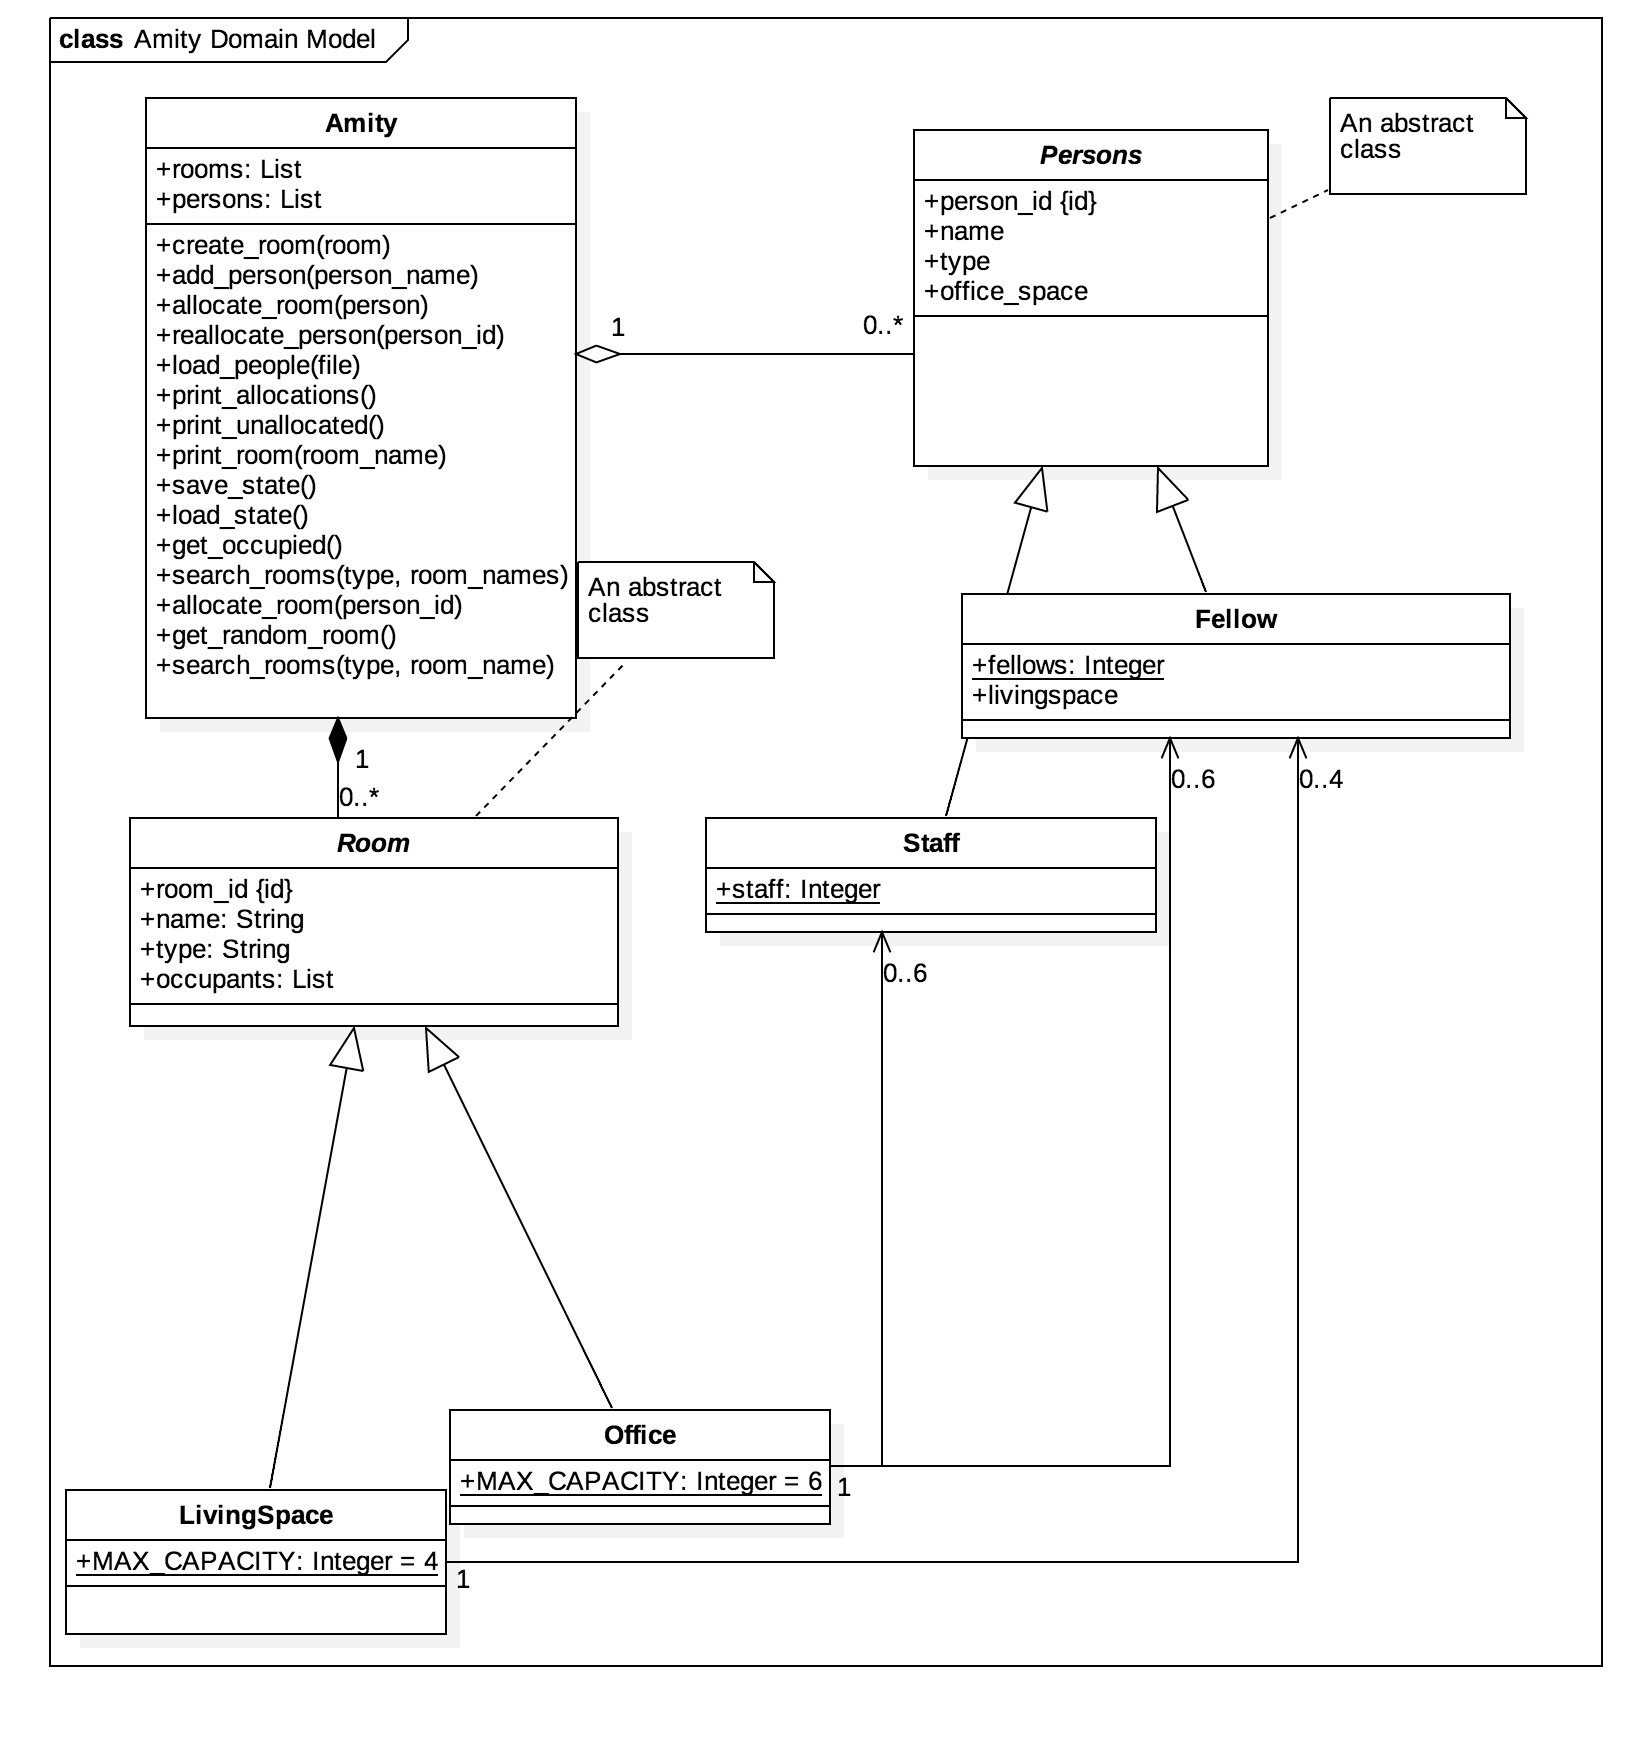 class Amity Domain Model
Amity
+rooms: List
+persons: List
+create_room(room)
+add_person(person_name)
+allocate_room(person)
+reallocate_person(person_id)
+load_people(file)
+print_allocations()
+print_unallocated()
+print_room(room_name)
+save_state()
+load_state()
+get_occupied()
+search_rooms(type, room_names)
+allocate_room(person_id)
+get_random_room()
+search_rooms(type, room_name)
Persons
+person_id {id}
+name
+type
+office_space
An abstract
class
1
0..*
An abstract
class
Fellow
+fellows: Integer
+livingspace
1
0..*
0..6
0..4
Room
+room_id {id}
+name: String
+type: String
+occupants: List
Staff
+staff: Integer
0..6
Office
+MAX_CAPACITY: Integer = 6
1
LivingSpace
+MAX_CAPACITY: Integer = 4
1